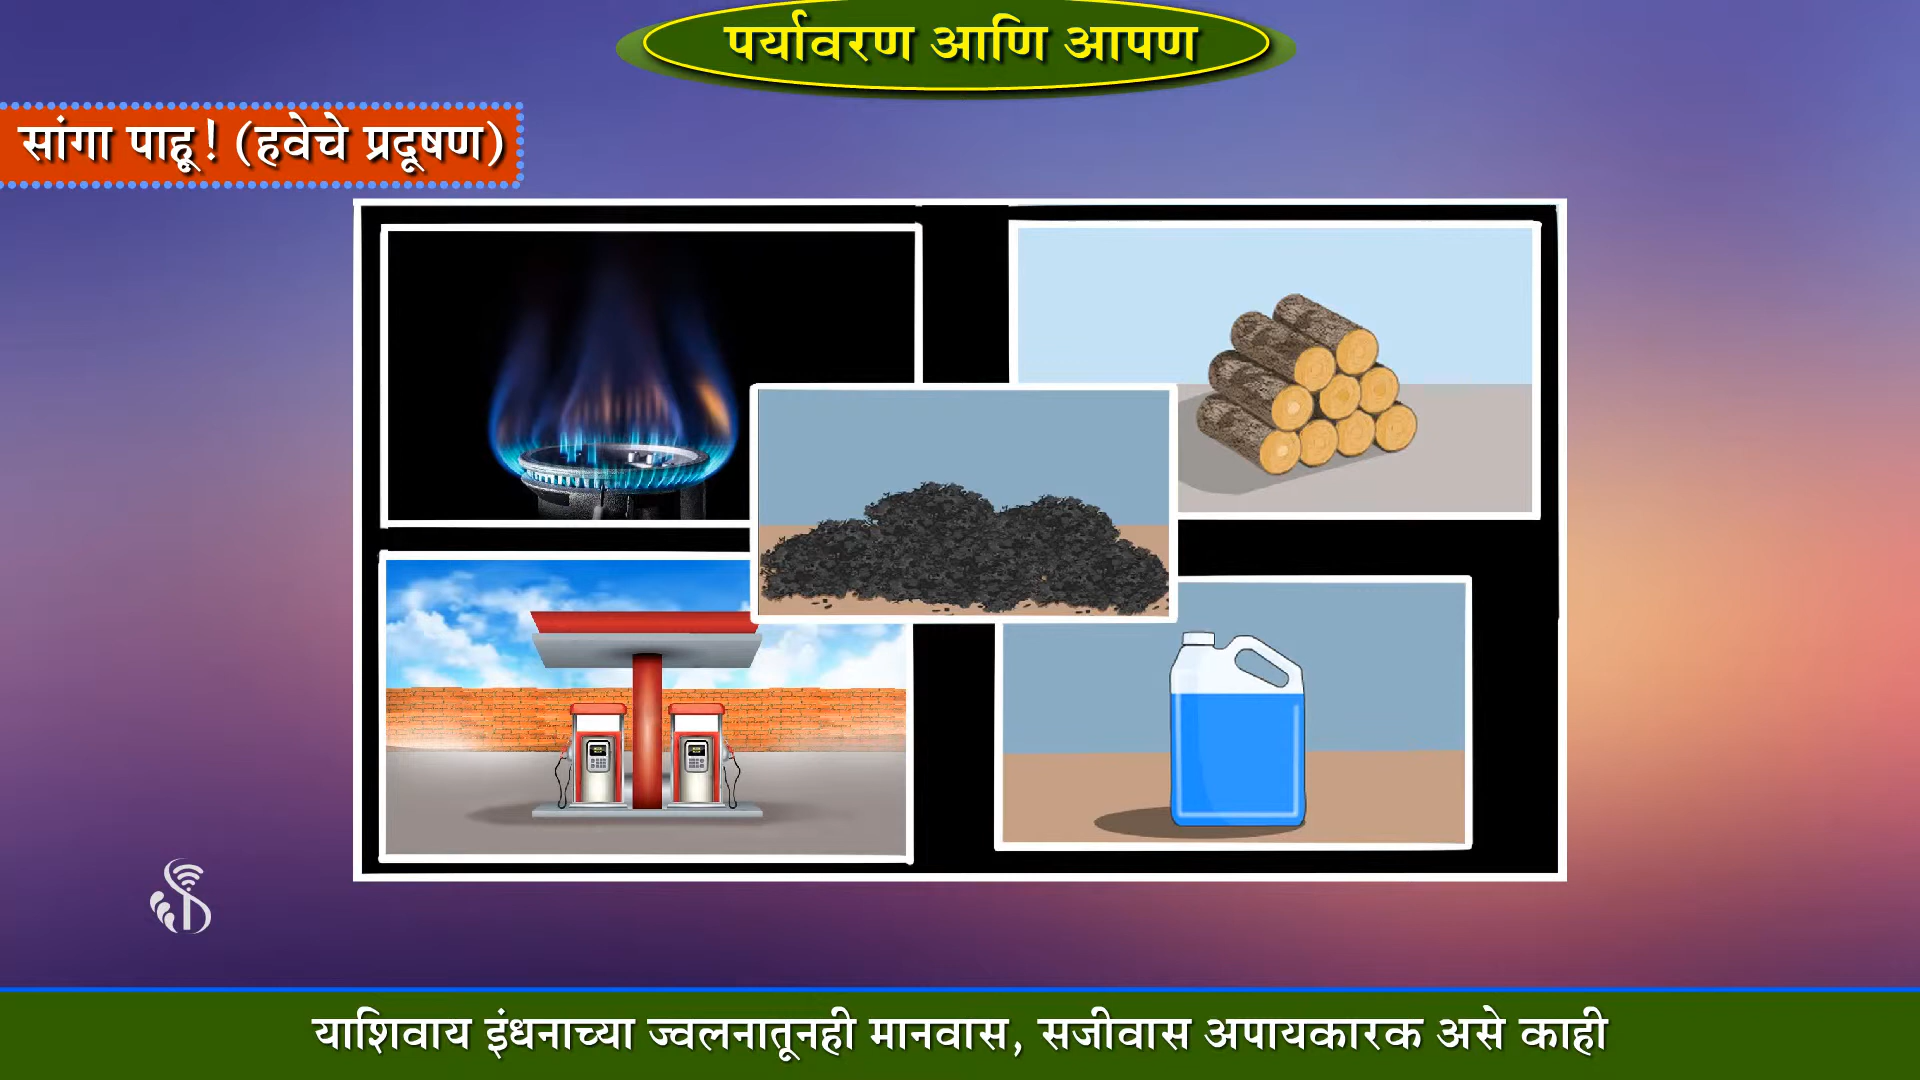 पर्यावरण आणि आपण
सांगा पाहू! (हवेचे प्रदूषण)
याशिवाय इंधनाच्या ज्वलनातूनही मानवास, सजीवास अपायकारक असे काही